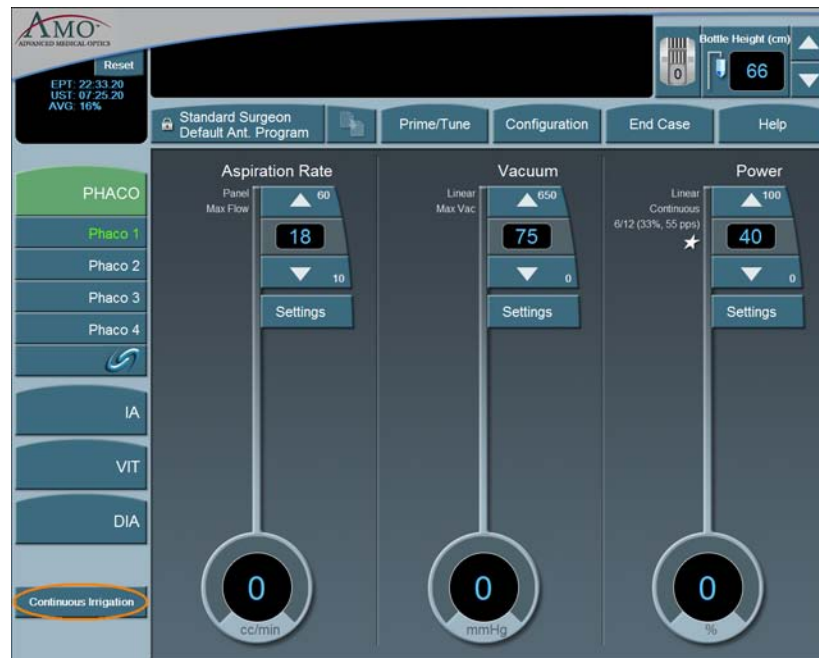 AMO
ADVANCED MEDICAL OPTICS
Reset
EPT: 22:33.20
UST: 07:25.20
AVG: 16%
0
Bottle Height (cm)
66
Standard Surgeon
Default Ant. Program
Prime/Tune
Configuration
End Case
Help
PHACO
Phaco 1
Phaco 2
Phaco 3
Phaco 4
IA
VIT
DIA
Continuous Irrigation
Aspiration Rate
Panel
Max Flow
60
18
10
Settings
0
cc/min
Vacuum
Linear
Max Vac
650
75
0
Settings
0
mmHg
Power
Linear
Continuous
6/12 (33%, 55 pps)
100
40
0
Settings
0
%